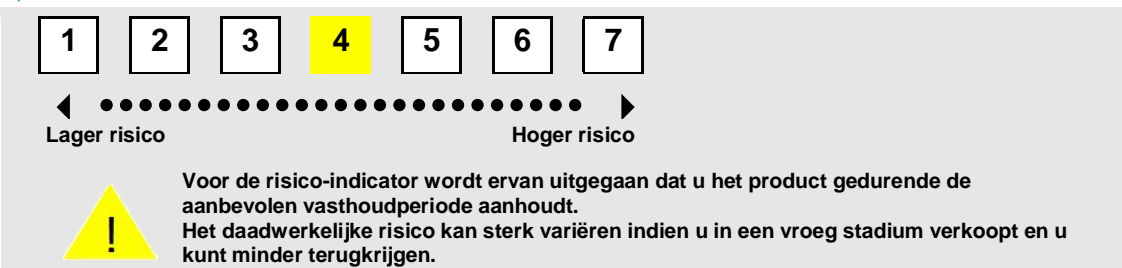 1 2 3 4 5 6 7
Lager risico Hoger risico
!
Voor de risico-indicator wordt ervan uitgegaan dat u het product gedurende de
aanbevolen vasthoudperiode aanhoudt.
Het daadwerkelijke risico kan sterk variëren indien u in een vroeg stadium verkoopt en u
kunt minder terugkrijgen.